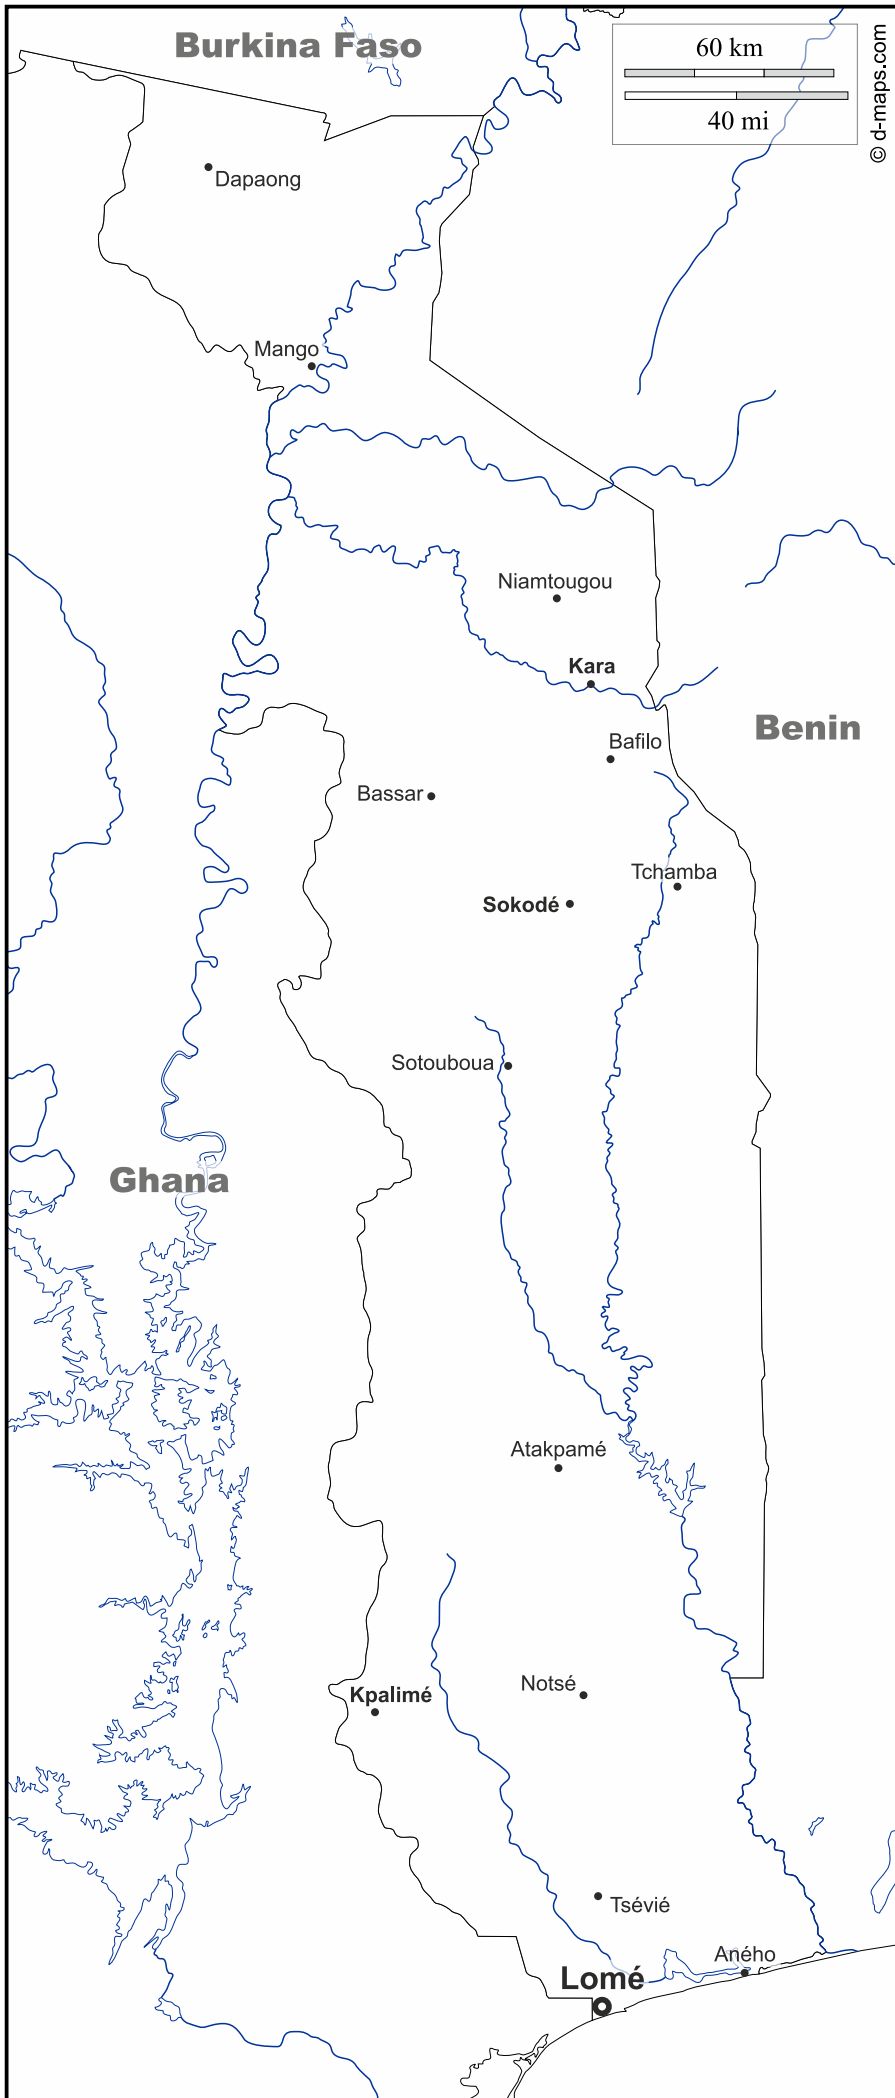 Burkina Faso
60 km
40 mi
© d-maps.com
Dapaong
Mango
Niamtougou
Kara
Benin
Bafilo
Bassar
Tchamba
Sokodé
Sotouboua
Ghana
Atakpamé
Notsé
Kpalimé
Tsévié
Aného
Lomé